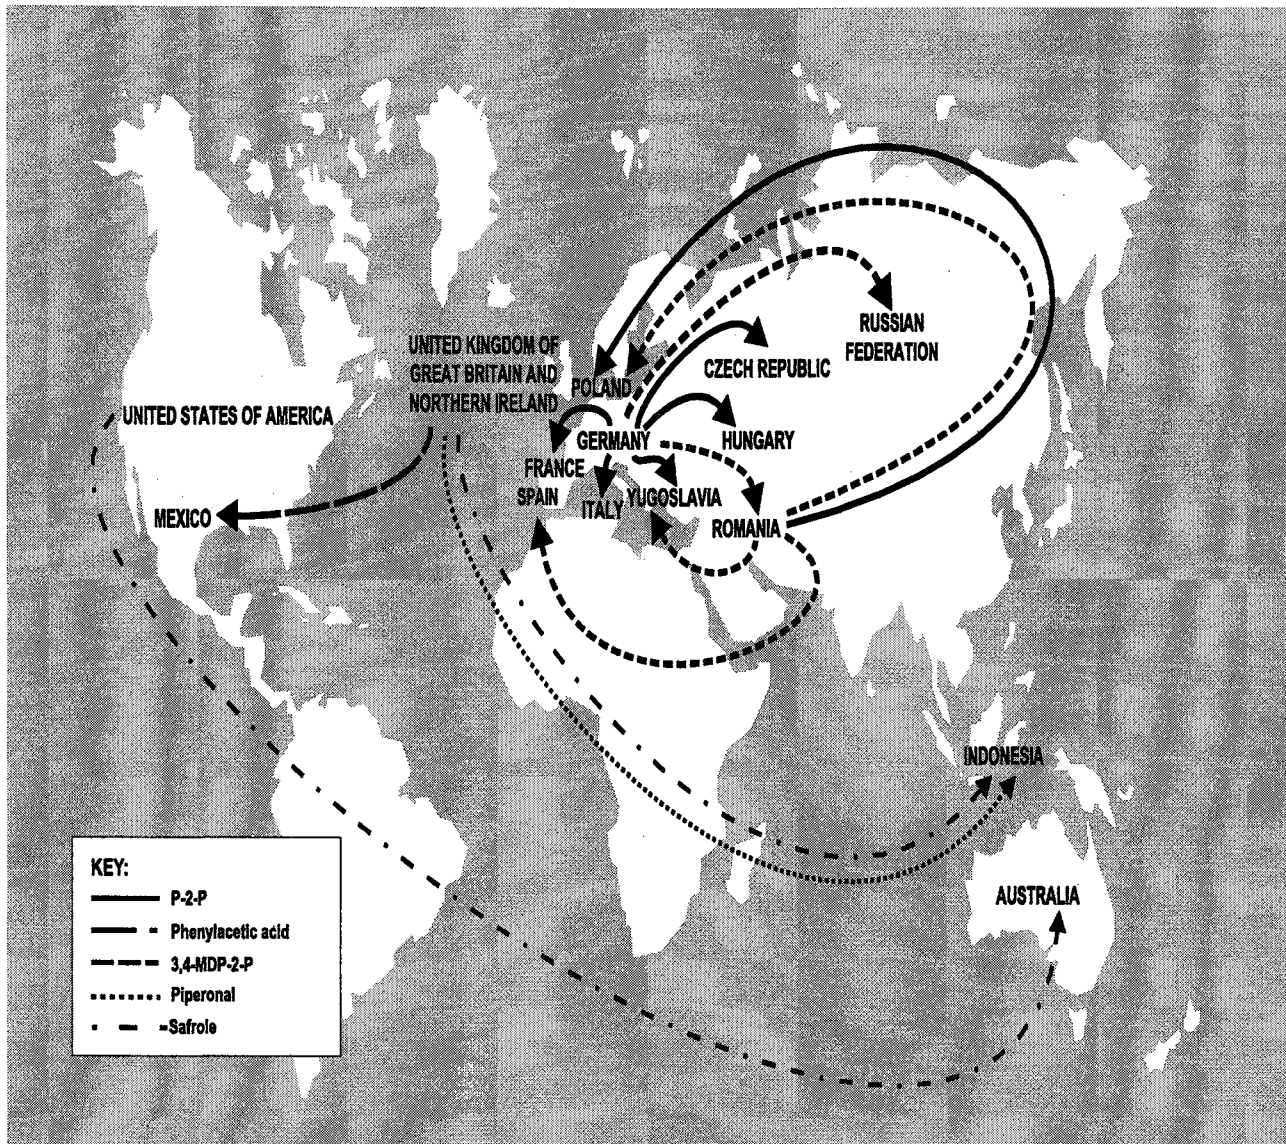 RUSSIAN
FEDERATION
UNITED KINGDOM OF
GREAT BRITAIN AND
NORTHERN IRELAND
CZECH REPUBLIC
POLAND
UNITED STATES OF AMERICA
GERMANY
HUNGARY
FRANCE
SPAIN
ITALY
YUGOSLAVIA
MEXICO
ROMANIA
INDONESIA
AUSTRALIA
KEY:
P-2-P
Phenylacetic acid
3,4-MDP-2-P
Piperonal
Safrole